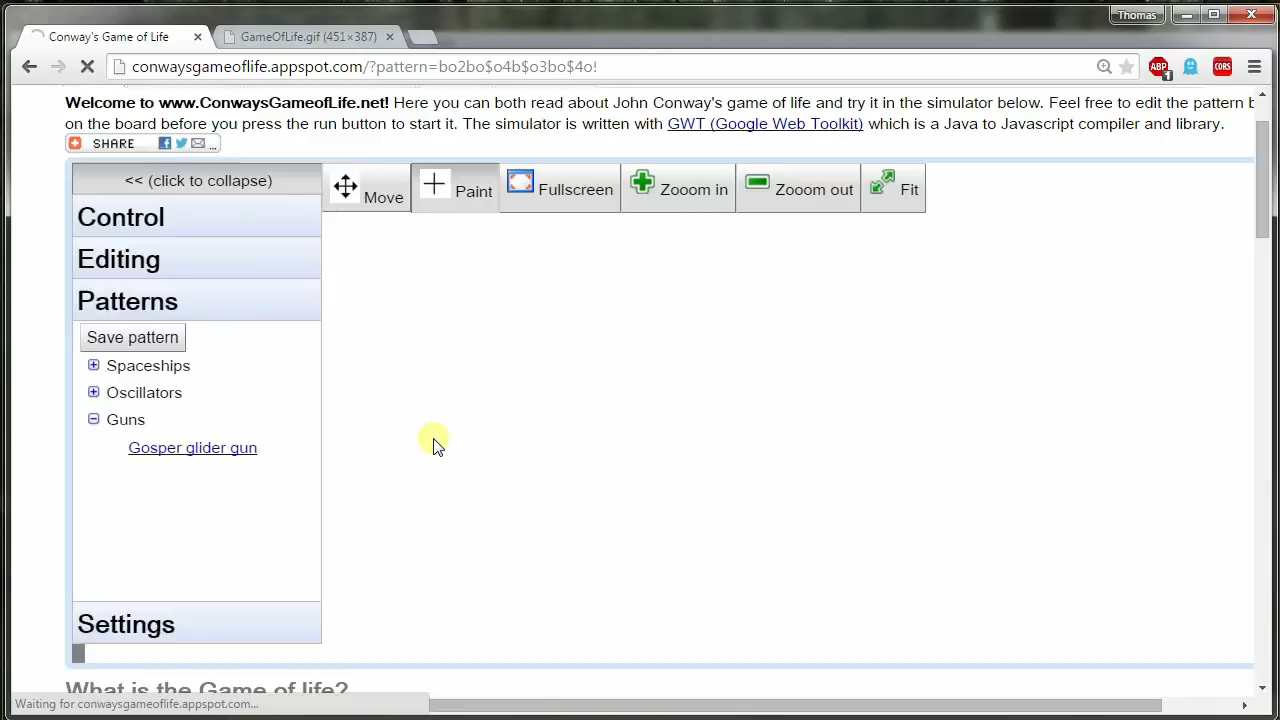 Thomas
Conway's Game of Life
GameOfLife.gif (451×387)
conwaysgameoflife.appspot.com/?pattern=bo2bo$o4b$o3bo$4o!
ABP
1
CORS
Welcome to www.ConwaysGameofLife.net! Here you can both read about John Conway's game of life and try it in the simulator below. Feel free to edit the pattern
on the board before you press the run button to start it. The simulator is written with GWT (Google Web Toolkit) which is a Java to Javascript compiler and library.
SHARE ...
<< (click to collapse)
Move
Paint
Fullscreen
Zooom in
Zooom out
Fit
Control
Editing
Patterns
Save pattern
Spaceships
Oscillators
Guns
Gosper glider gun
Settings
What is the Game of life?
Waiting for conwaysgameoflife.appspot.com...